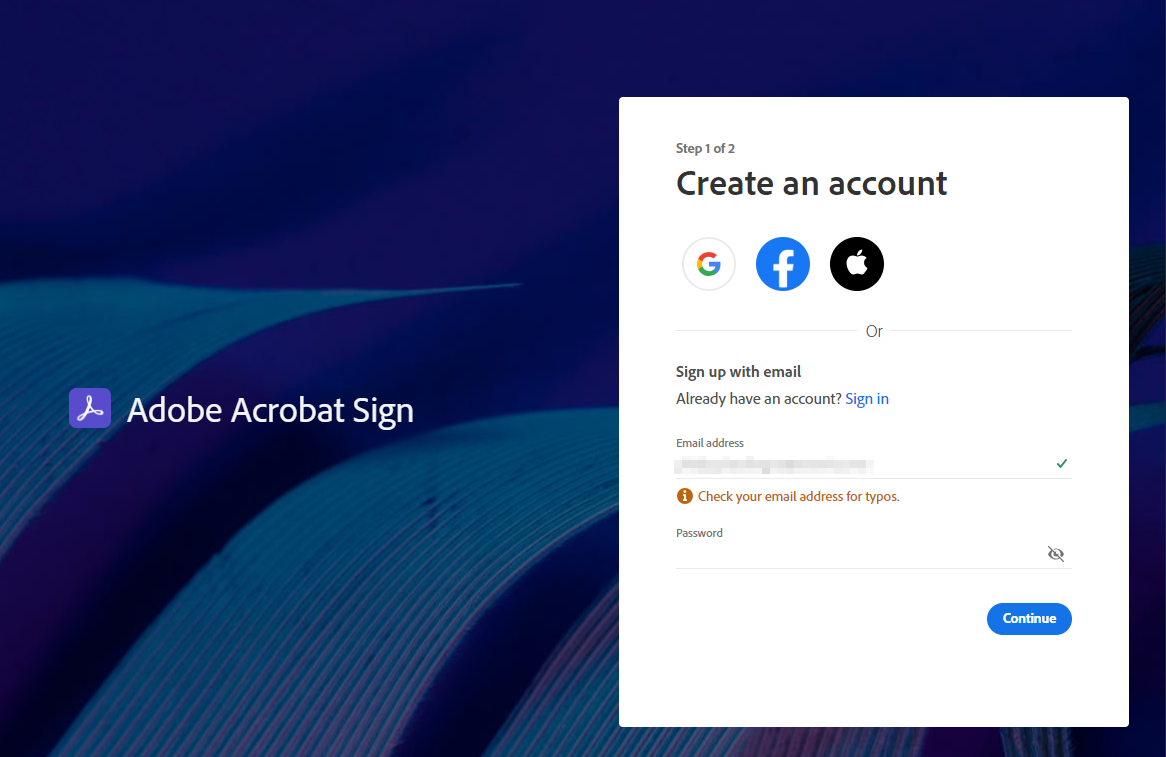 Step 1 of 2
Create an account
Or
Sign up with email
Already have an account? Sign in
Adobe Acrobat Sign
Email address
Check your email address for typos.
Password
Continue